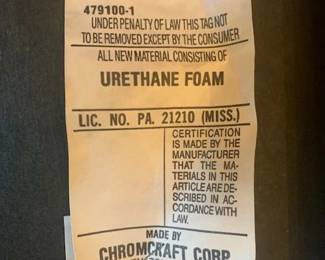 479100-1
UNDER PENALTY OF LAW THIS TAG NOT
TO BE REMOVED EXCEPT BY THE CONSUMER
ALL NEW MATERIAL CONSISTING OF
URETHANE FOAM
LIC. NO. PA. 21210 (MISS.)
CERTIFICATION
IS MADE BY THE
MANUFACTURER
THAT THE MA-
TERIALS IN THIS
ARTICLE ARE DE-
SCRIBED IN AC-
CORDANCE WITH
LAW.
MADE BY
CHROMCRAFT CORP